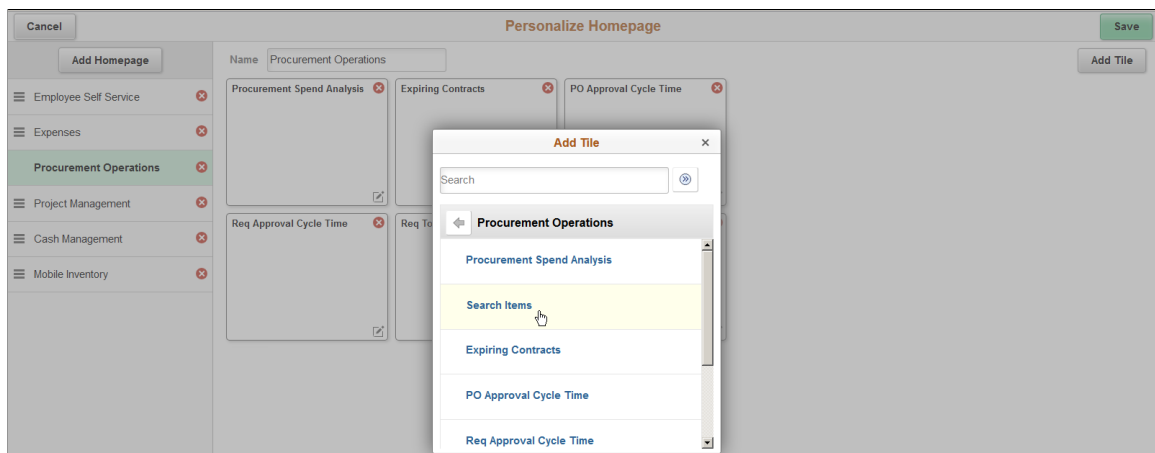 Cancel
Personalize Homepage
Save
Add Homepage
Name
Procurement Operations
Add Tile
Employee Self Service
Expenses
Procurement Operations
Project Management
Cash Management
Mobile Inventory
Procurement Spend Analysis
Expiring Contracts
PO Approval Cycle Time
Req Approval Cycle Time
Req To
Add Tile
Search
Procurement Operations
Procurement Spend Analysis
Search Items
Expiring Contracts
PO Approval Cycle Time
Req Approval Cycle Time